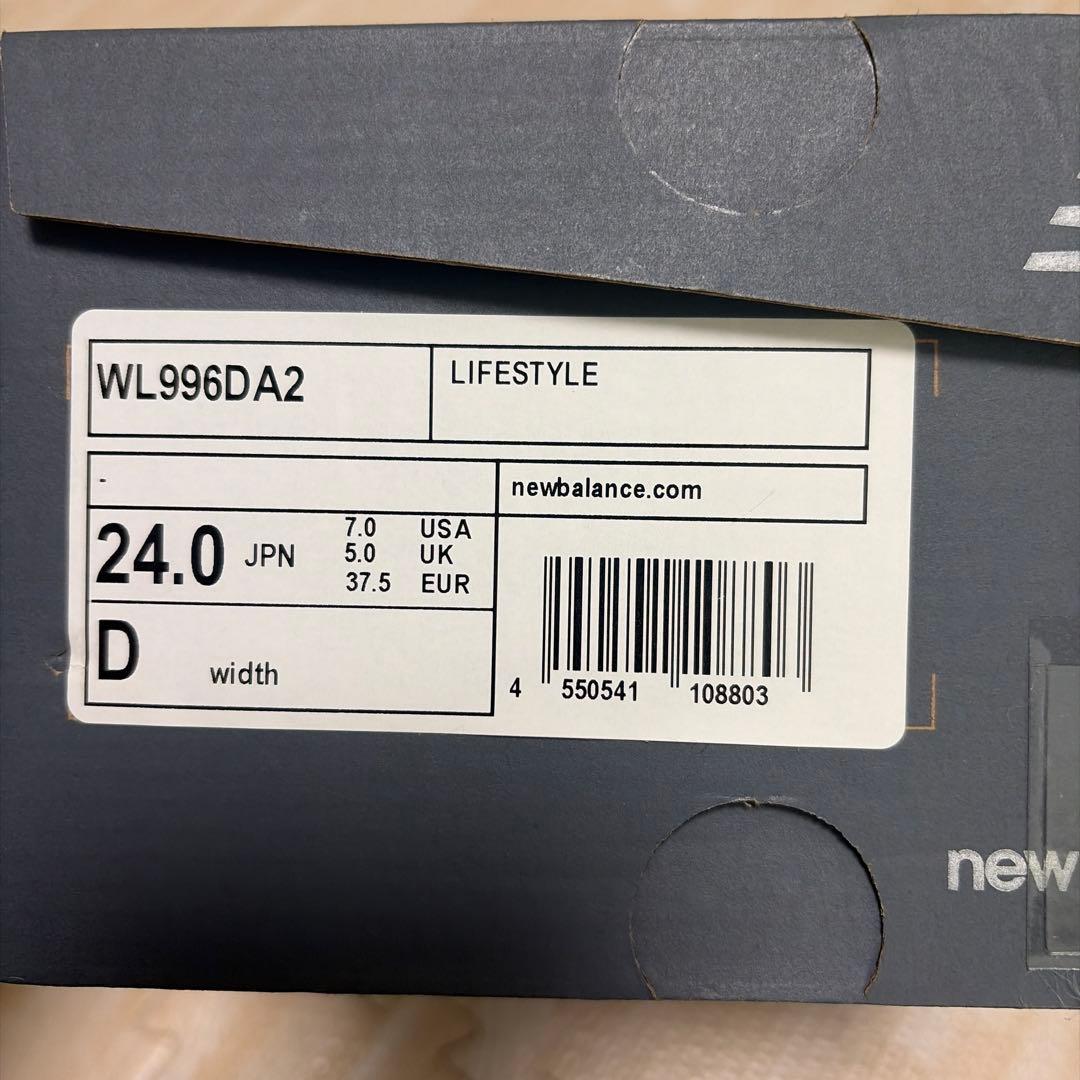 WL996DA2
LIFESTYLE
-
newbalance.com
24.0 JPN
7.0 USA
5.0 UK
37.5 EUR
D width
4 550541 108803
new